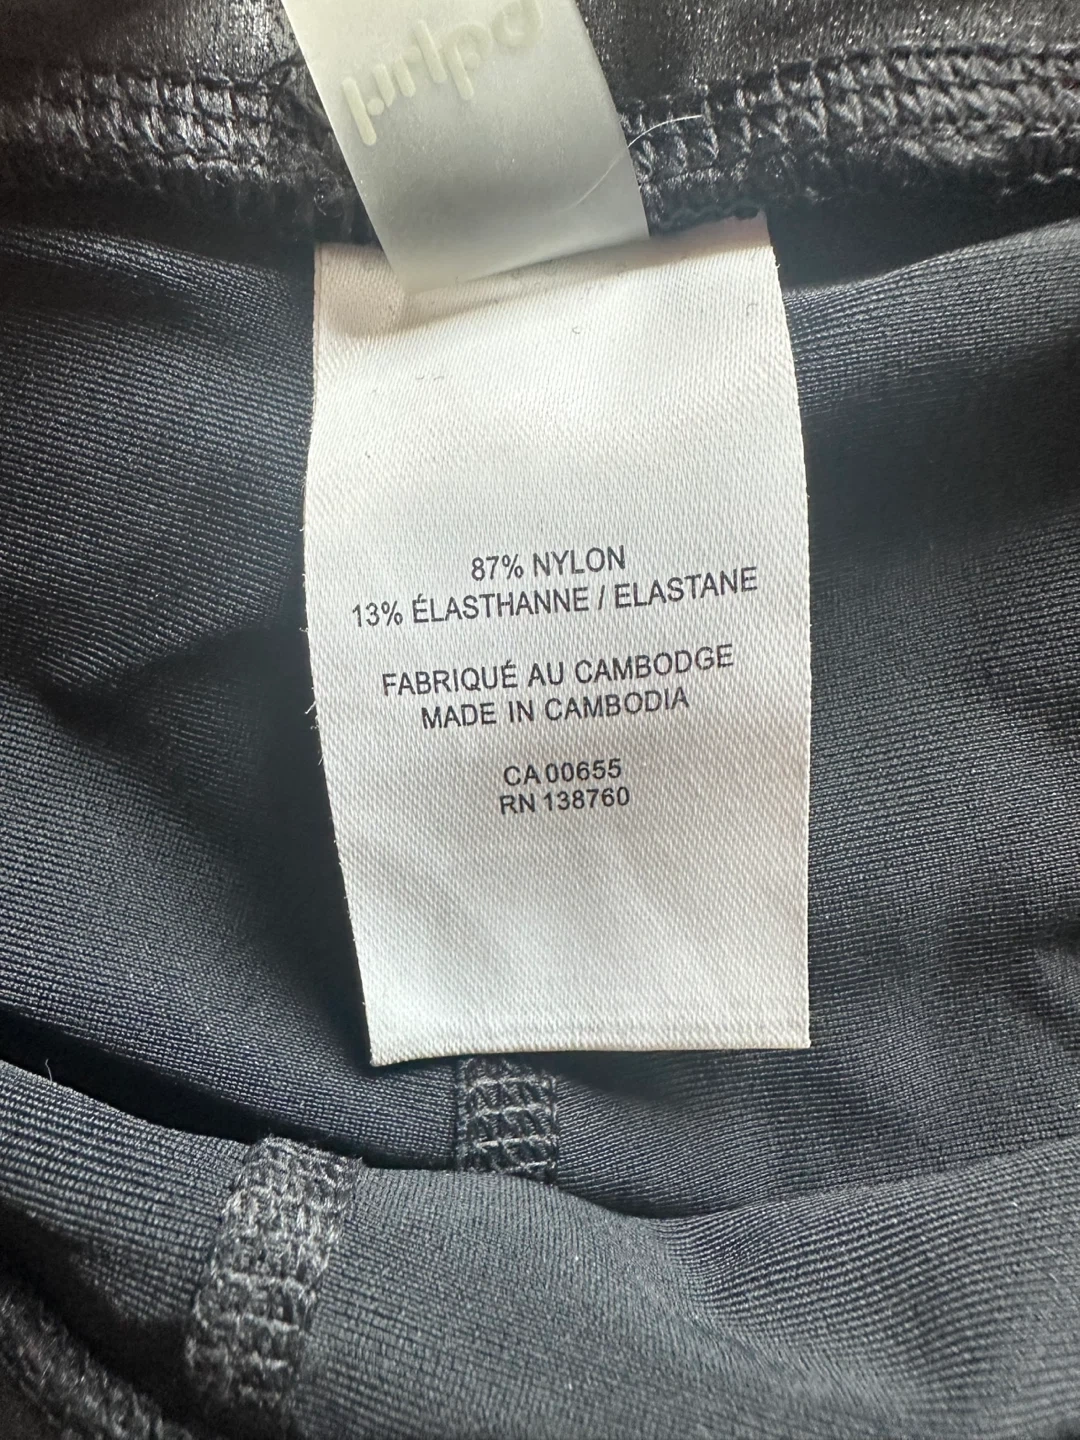 87% NYLON
13% ÉLASTHANNE / ELASTANE
FABRIQUÉ AU CAMBODGE
MADE IN CAMBODIA
CA 00655
RN 138760